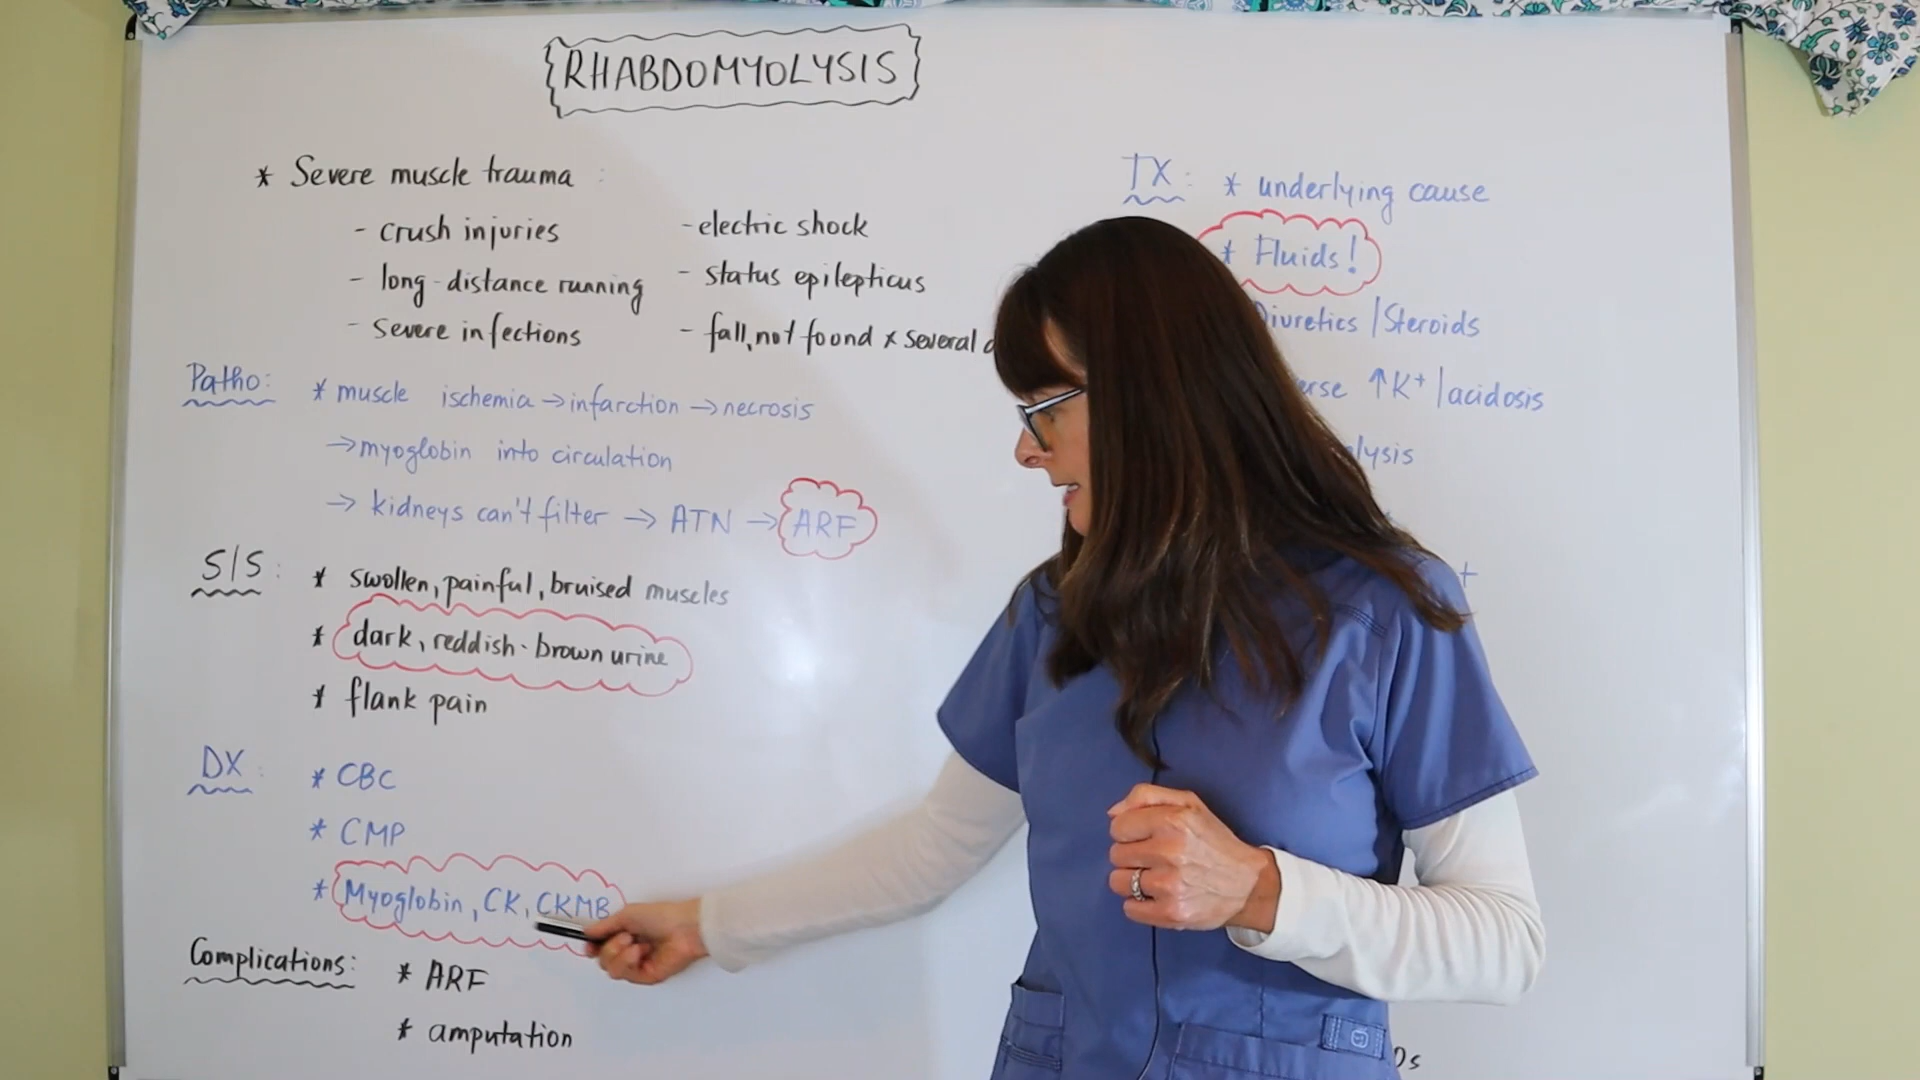 RHABDOMYOLYSIS
* Severe muscle trauma :
- crush injuries
- long-distance running
- severe infections
- electric shock
- status epilepticus
- fall, not found x several
Patho: * muscle ischemia → infarction → necrosis
→ myoglobin into circulation
→ kidneys can't filter → ATN → ARF
S/S : * swollen, painful, bruised muscles
* dark, reddish-brown urine
* flank pain
DX : * CBC
* CMP
* Myoglobin, CK, CKMB
Complications: * ARF
* amputation
TX : * underlying cause
* Fluids!
Diuretics / Steroids
erse ↑K+ / acidosis
lysis